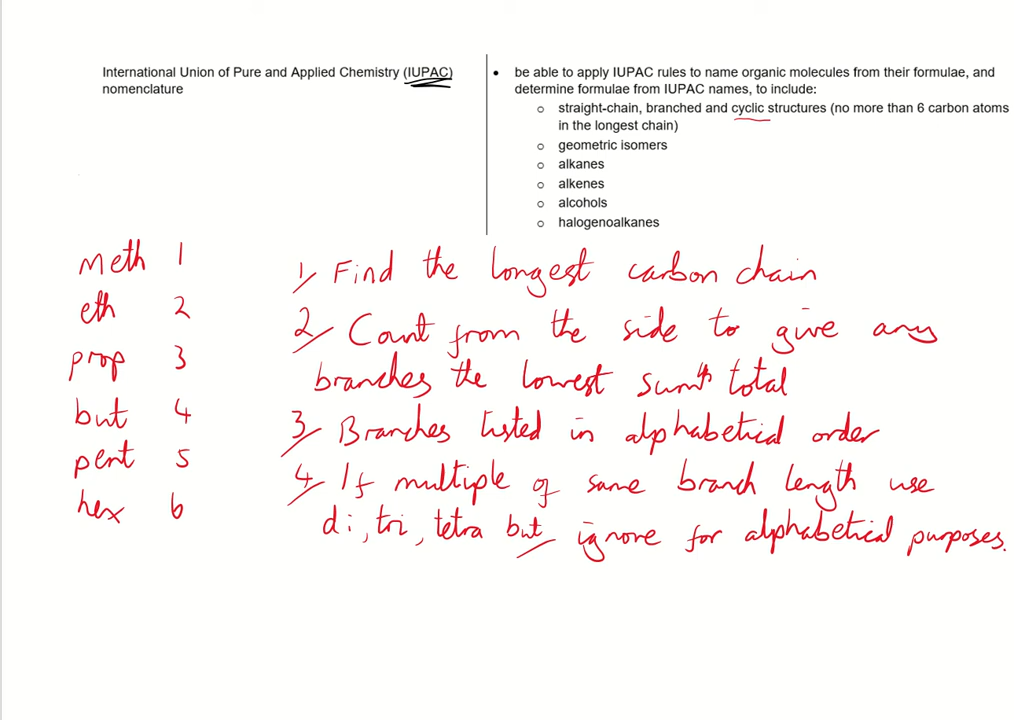 International Union of Pure and Applied Chemistry (IUPAC)
nomenclature
• be able to apply IUPAC rules to name organic molecules from their formulae, and
determine formulae from IUPAC names, to include:
o straight-chain, branched and cyclic structures (no more than 6 carbon atoms
in the longest chain)
o geometric isomers
o alkanes
o alkenes
o alcohols
o halogenoalkanes
meth 1
eth 2
prop 3
but 4
pent 5
hex 6
1/ Find the longest carbon chain
2/ Count from the side to give any
branches the lowest total
3/ Branches listed in alphabetical order
4/ If multiple of same branch length use
di, tri, tetra but ignore for alphabetical purposes.